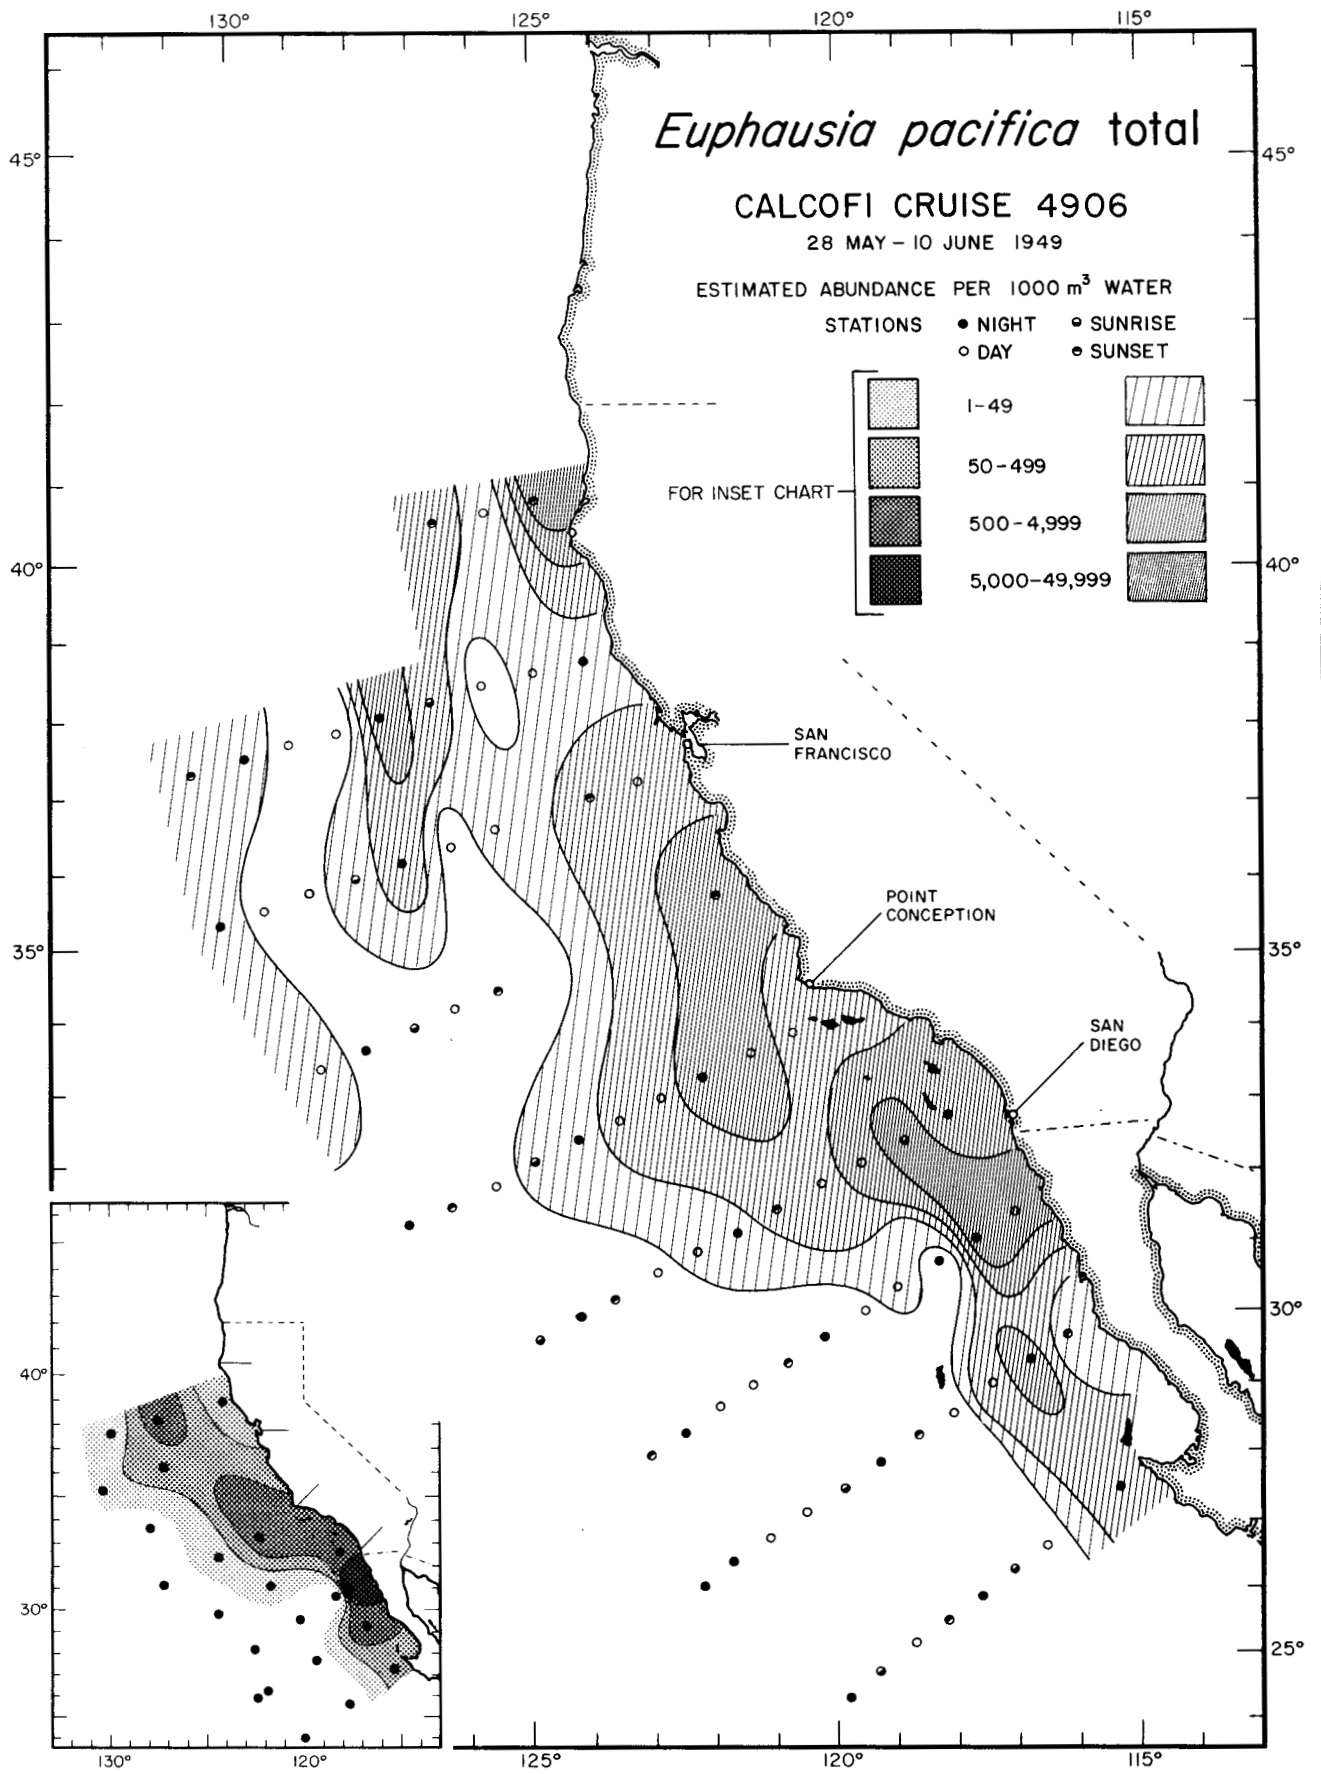 130°
125°
120°
115°
Euphausia pacifica total
45°
45°
CALCOFI CRUISE 4906
28 MAY – 10 JUNE 1949
ESTIMATED ABUNDANCE PER 1000 m³ WATER
STATIONS
NIGHT
SUNRISE
DAY
SUNSET
1–49
50–499
FOR INSET CHART
500–4,999
5,000–49,999
40°
40°
SAN
FRANCISCO
POINT
CONCEPTION
35°
35°
SAN
DIEGO
30°
40°
30°
25°
130°
120°
125°
120°
115°